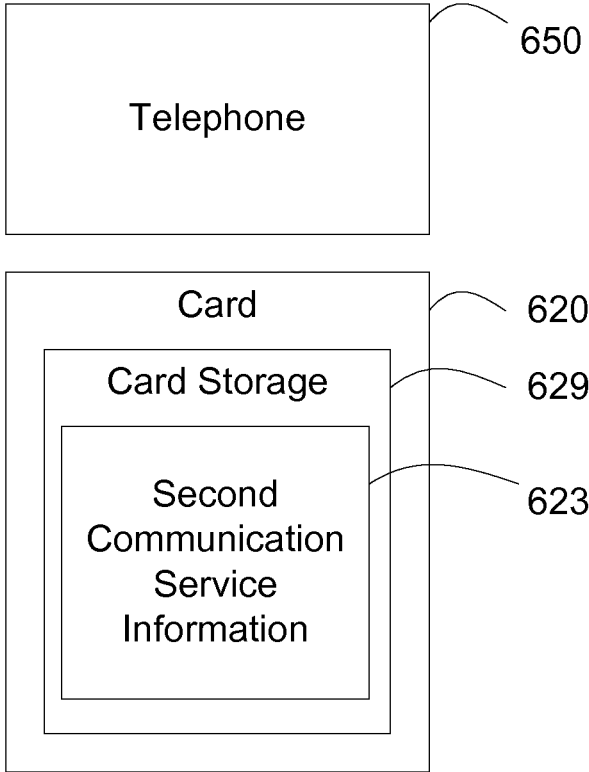 650
Telephone
Card
620
Card Storage
629
Second
Communication
Service
Information
623